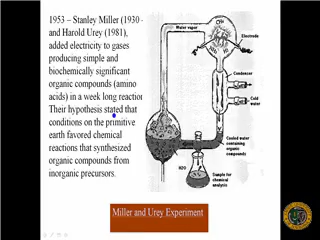 1953 – Stanley Miller (1930 -
and Harold Urey (1981),
added electricity to gases
producing simple and
biochemically significant
organic compounds (amino
acids) in a week long reaction
Their hypothesis stated that
conditions on the primitive
earth favored chemical
reactions that synthesized
organic compounds from
inorganic precursors.
Water vapor
Electrode
Condenser
Cold
water
Cooled water
containing
organic
compounds
H2O
Sample for
chemical
analysis
Miller and Urey Experiment